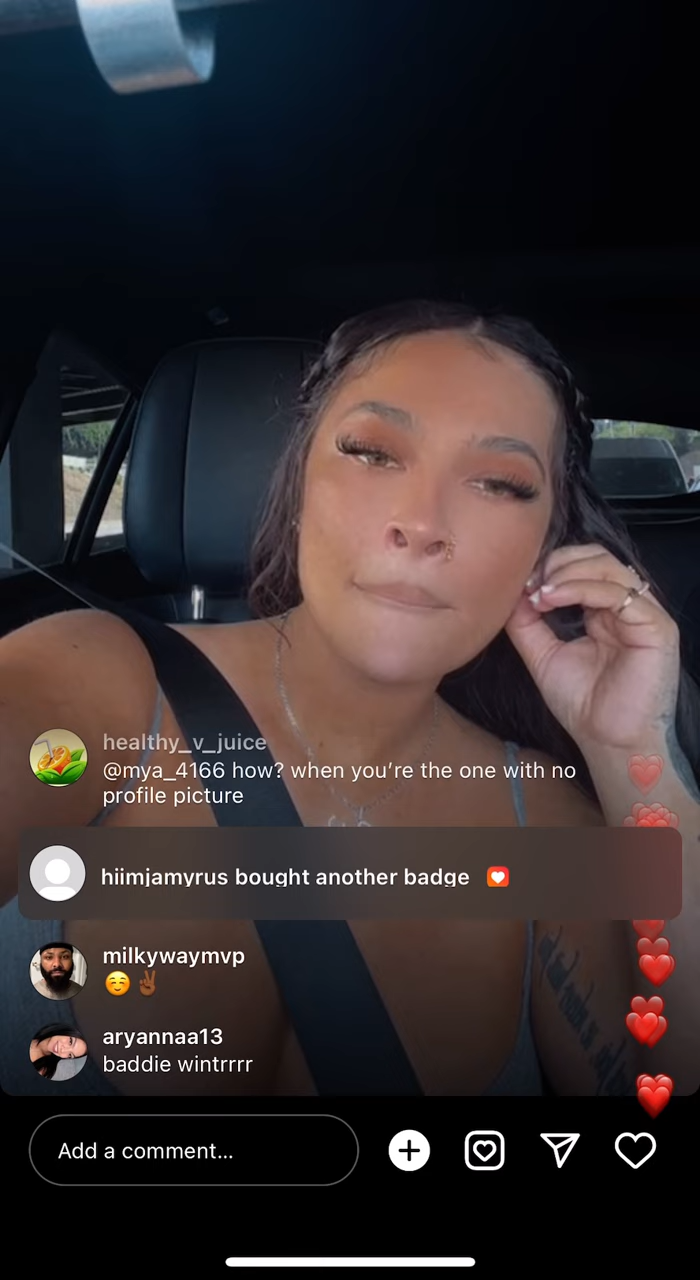 healthy_v_juice
@mya_4166 how? when you're the one with no
profile picture
hiimjamyrus bought another badge
milkywaymvp
☺️✌🏾
aryannaa13
baddie wintrrrr
Add a comment...